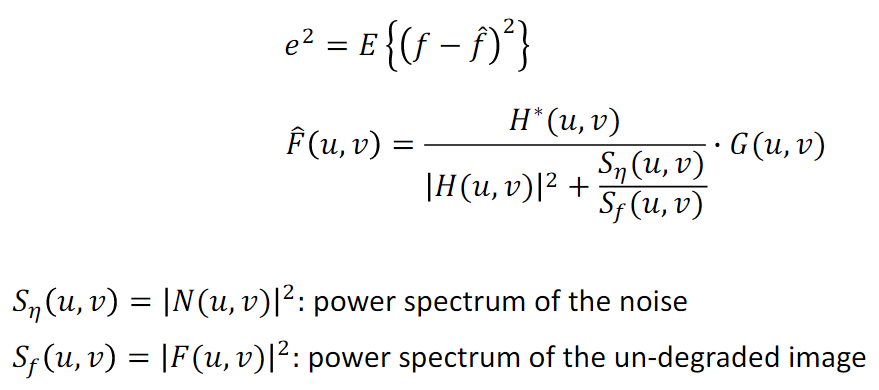 e² = E{(f − f̂)²}
F̂(u, v) = H*(u, v) / (|H(u, v)|² + S_η(u, v) / S_f(u, v)) · G(u, v)
S_η(u, v) = |N(u, v)|²: power spectrum of the noise
S_f(u, v) = |F(u, v)|²: power spectrum of the un-degraded image